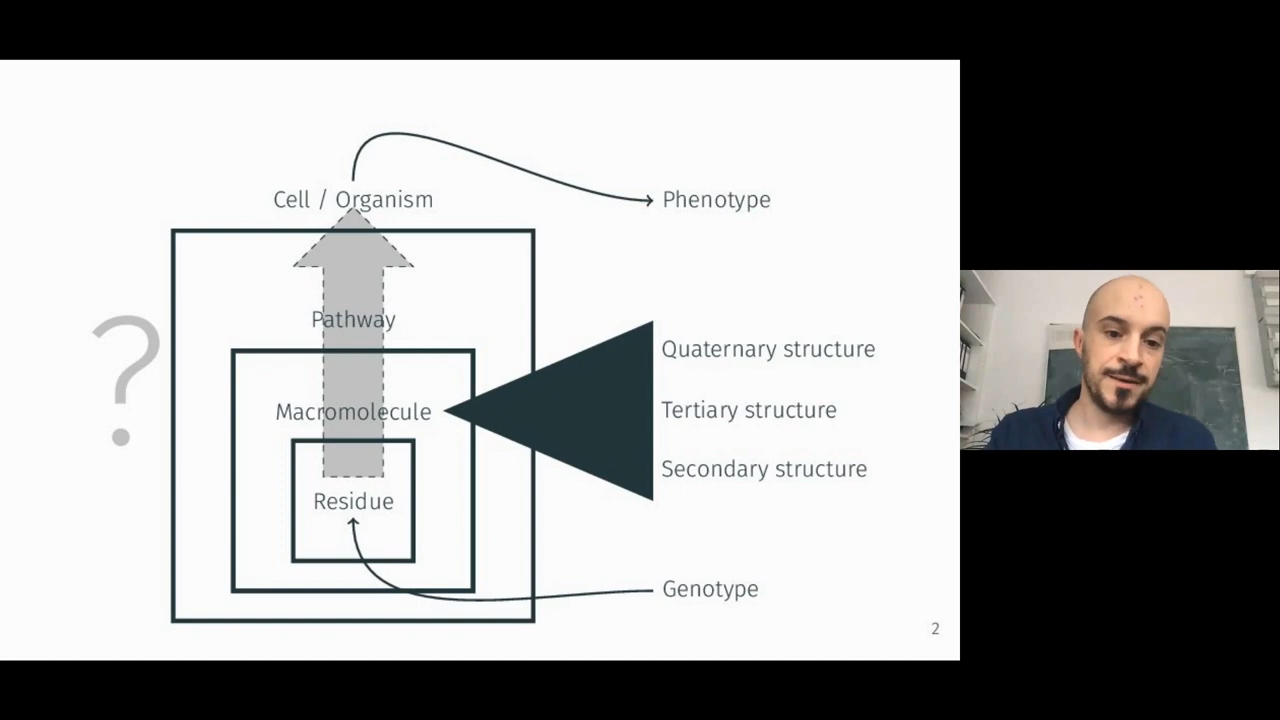 Cell / Organism
Phenotype
Pathway
?
Quaternary structure
Macromolecule
Tertiary structure
Secondary structure
Residue
Genotype
2